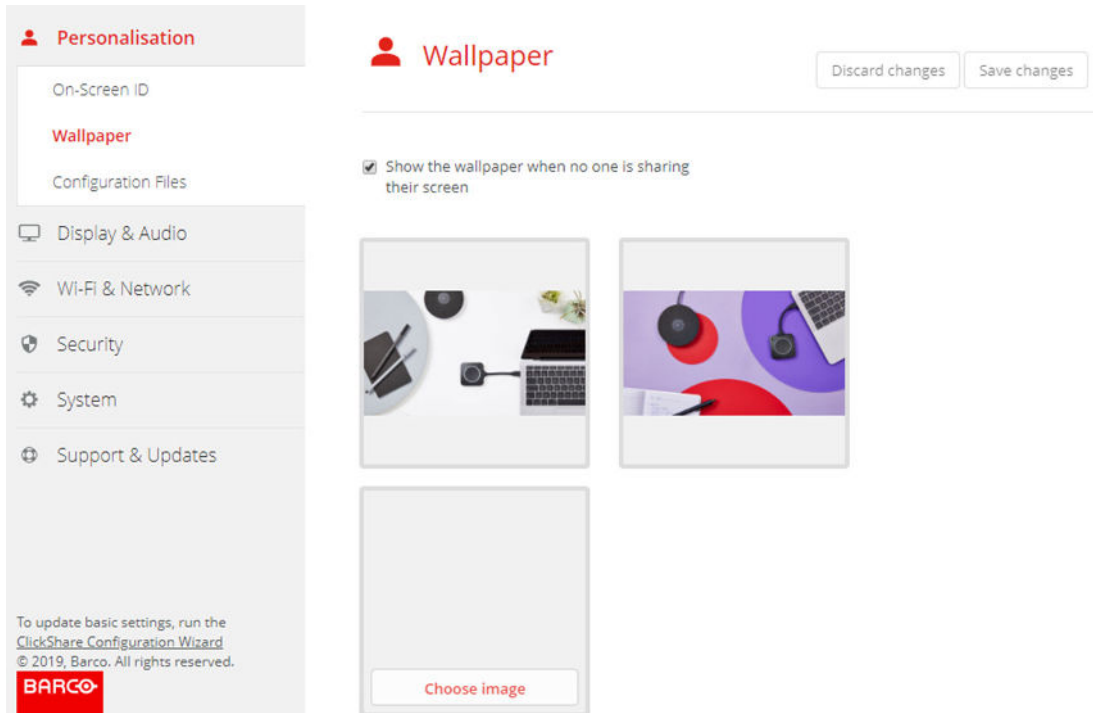 Personalisation
On-Screen ID
Wallpaper
Configuration Files
Display & Audio
Wi-Fi & Network
Security
System
Support & Updates
To update basic settings, run the
ClickShare Configuration Wizard
© 2019, Barco. All rights reserved.
BARCO
Wallpaper
Discard changes
Save changes
Show the wallpaper when no one is sharing
their screen
Choose image